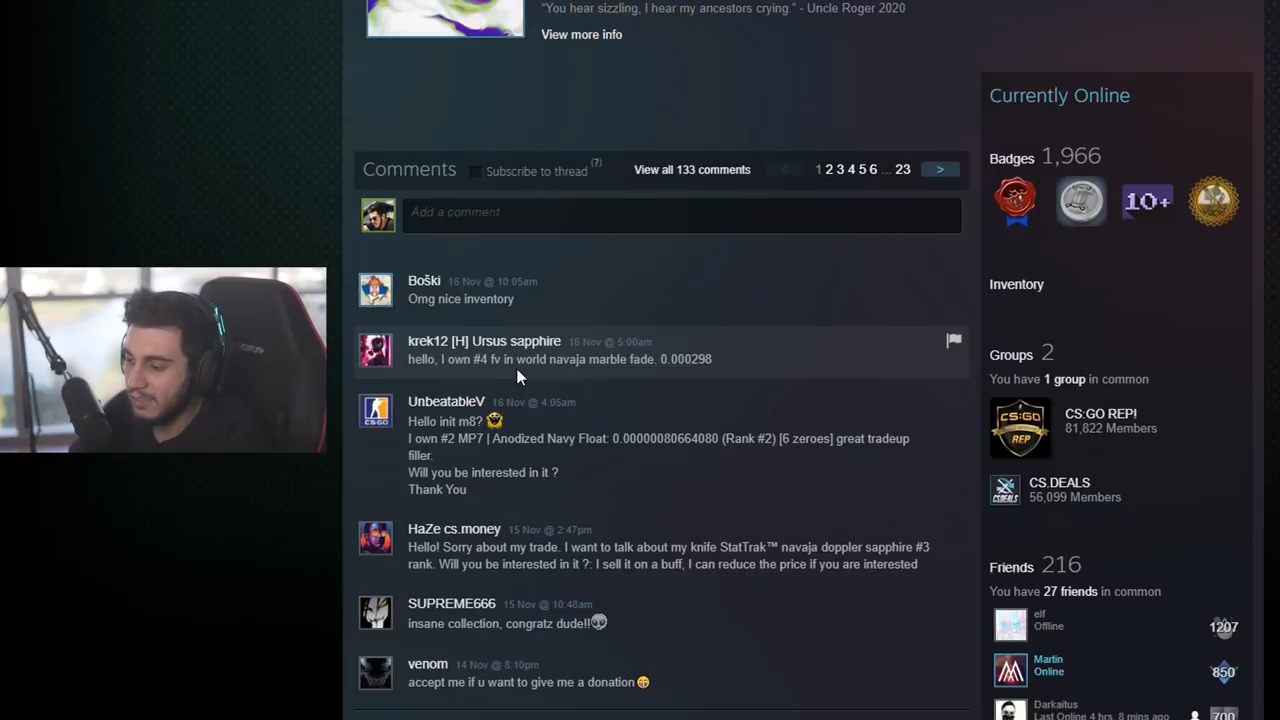 "You hear sizzling, I hear my ancestors crying." - Uncle Roger 2020
View more info
Currently Online
Badges 1,966
10+
Inventory
Groups 2
You have 1 group in common
CS:GO REP
CS:GO REP!
81,822 Members
CSDEALS
CS.DEALS
56,099 Members
Friends 216
You have 27 friends in common
elf
Offline
1207
Martin
Online
850
Darkaitus
Last Online 4 hrs, 8 mins ago
700
Comments Subscribe to thread (?) View all 133 comments < 1 2 3 4 5 6 ... 23 >
Add a comment
Boški 16 Nov @ 10:05am
Omg nice inventory
krek12 [H] Ursus sapphire 16 Nov @ 5:00am
hello, I own #4 fv in world navaja marble fade. 0.000298
CS:GO
UnbeatableV 16 Nov @ 4:05am
Hello init m8?
I own #2 MP7 | Anodized Navy Float: 0.00000080664080 (Rank #2) [6 zeroes] great tradeup
filler.
Will you be interested in it ?
Thank You
HaZe cs.money 15 Nov @ 2:47pm
Hello! Sorry about my trade. I want to talk about my knife StatTrak™ navaja doppler sapphire #3
rank. Will you be interested in it ?: I sell it on a buff, I can reduce the price if you are interested
SUPREME666 15 Nov @ 10:48am
insane collection, congratz dude!!
venom 14 Nov @ 8:10pm
accept me if u want to give me a donation